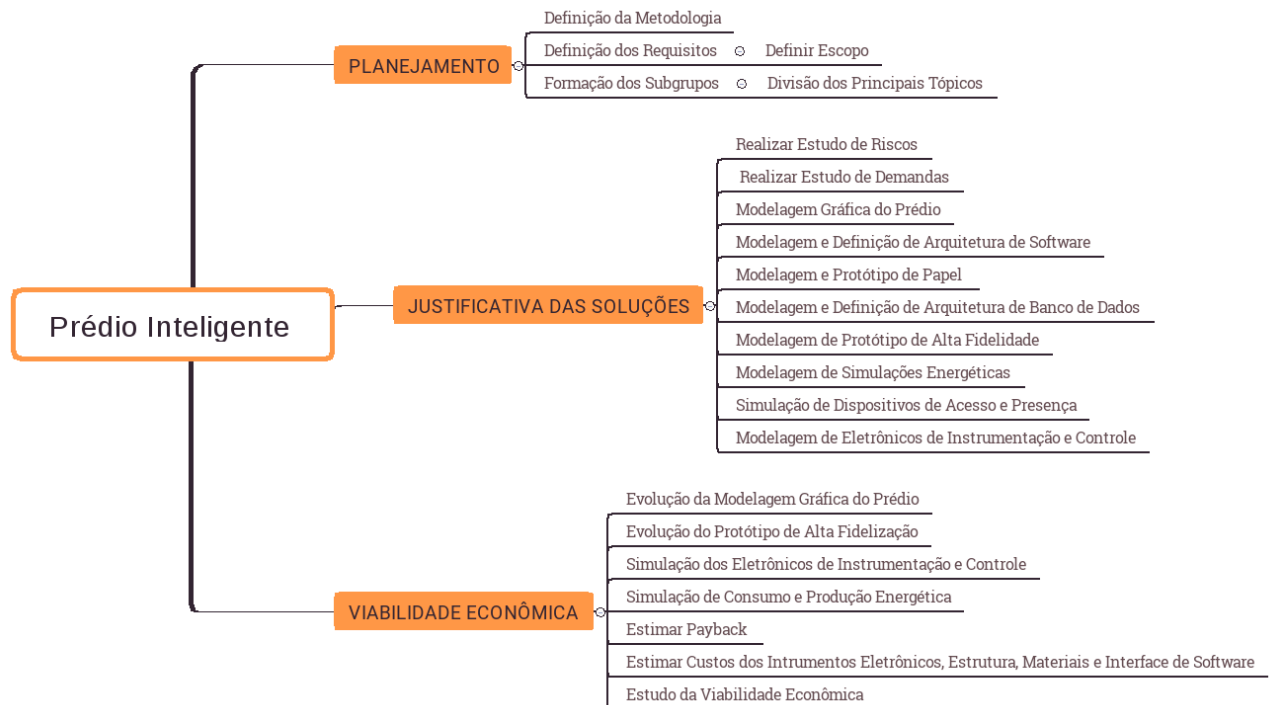 Prédio Inteligente
PLANEJAMENTO
Definição da Metodologia
Definição dos Requisitos
Definir Escopo
Formação dos Subgrupos
Divisão dos Principais Tópicos
JUSTIFICATIVA DAS SOLUÇÕES
Realizar Estudo de Riscos
Realizar Estudo de Demandas
Modelagem Gráfica do Prédio
Modelagem e Definição de Arquitetura de Software
Modelagem e Protótipo de Papel
Modelagem e Definição de Arquitetura de Banco de Dados
Modelagem de Protótipo de Alta Fidelidade
Modelagem de Simulações Energéticas
Simulação de Dispositivos de Acesso e Presença
Modelagem de Eletrônicos de Instrumentação e Controle
VIABILIDADE ECONÔMICA
Evolução da Modelagem Gráfica do Prédio
Evolução do Protótipo de Alta Fidelização
Simulação dos Eletrônicos de Instrumentação e Controle
Simulação de Consumo e Produção Energética
Estimar Payback
Estimar Custos dos Intrumentos Eletrônicos, Estrutura, Materiais e Interface de Software
Estudo da Viabilidade Econômica